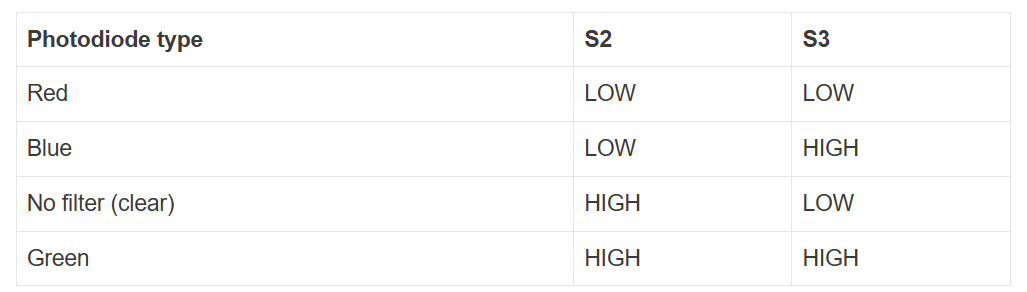 Photodiode type S2 S3
Red LOW LOW
Blue LOW HIGH
No filter (clear) HIGH LOW
Green HIGH HIGH